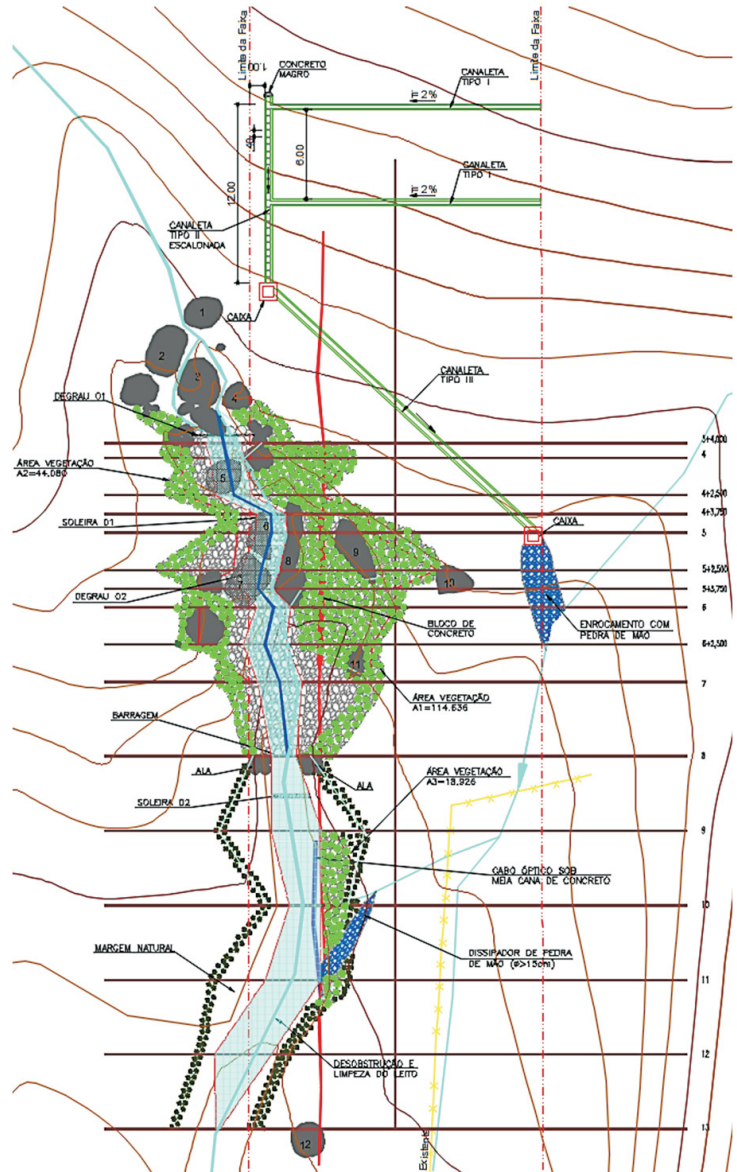 Limite da Faixa
Limite da Faixa
1.00
CONCRETO
MAGRO
CANALETA
TIPO I
i= 2%
40
6.00
12.00
CANALETA
TIPO I
i= 2%
CANALETA
TIPO II
ESCALONADA
CAIXA
1
2
3
4
CANALETA
TIPO III
DEGRAU 01
3+4,000
4
ÁREA VEGETAÇÃO
A2=44,080
5
4+2,500
4+3,750
SOLEIRA 01
6
CAIXA
5
7
8
9
10
5+2,500
5+3,750
DEGRAU 02
6
BLOCO DE
CONCRETO
ENROCAMENTO COM
PEDRA DE MÃO
6+2,500
11
7
ÁREA VEGETAÇÃO
A1=114,636
BARRAGEM
8
ALA
ALA
ÁREA VEGETAÇÃO
A3=18,926
SOLEIRA 02
9
CABO ÓPTICO SOB
MEIA CANA DE CONCRETO
10
MARGEM NATURAL
DISSIPADOR DE PEDRA
DE MÃO (ø>15cm)
11
12
DESOBSTRUÇÃO E
LIMPEZA DO LEITO
13
12
Existente